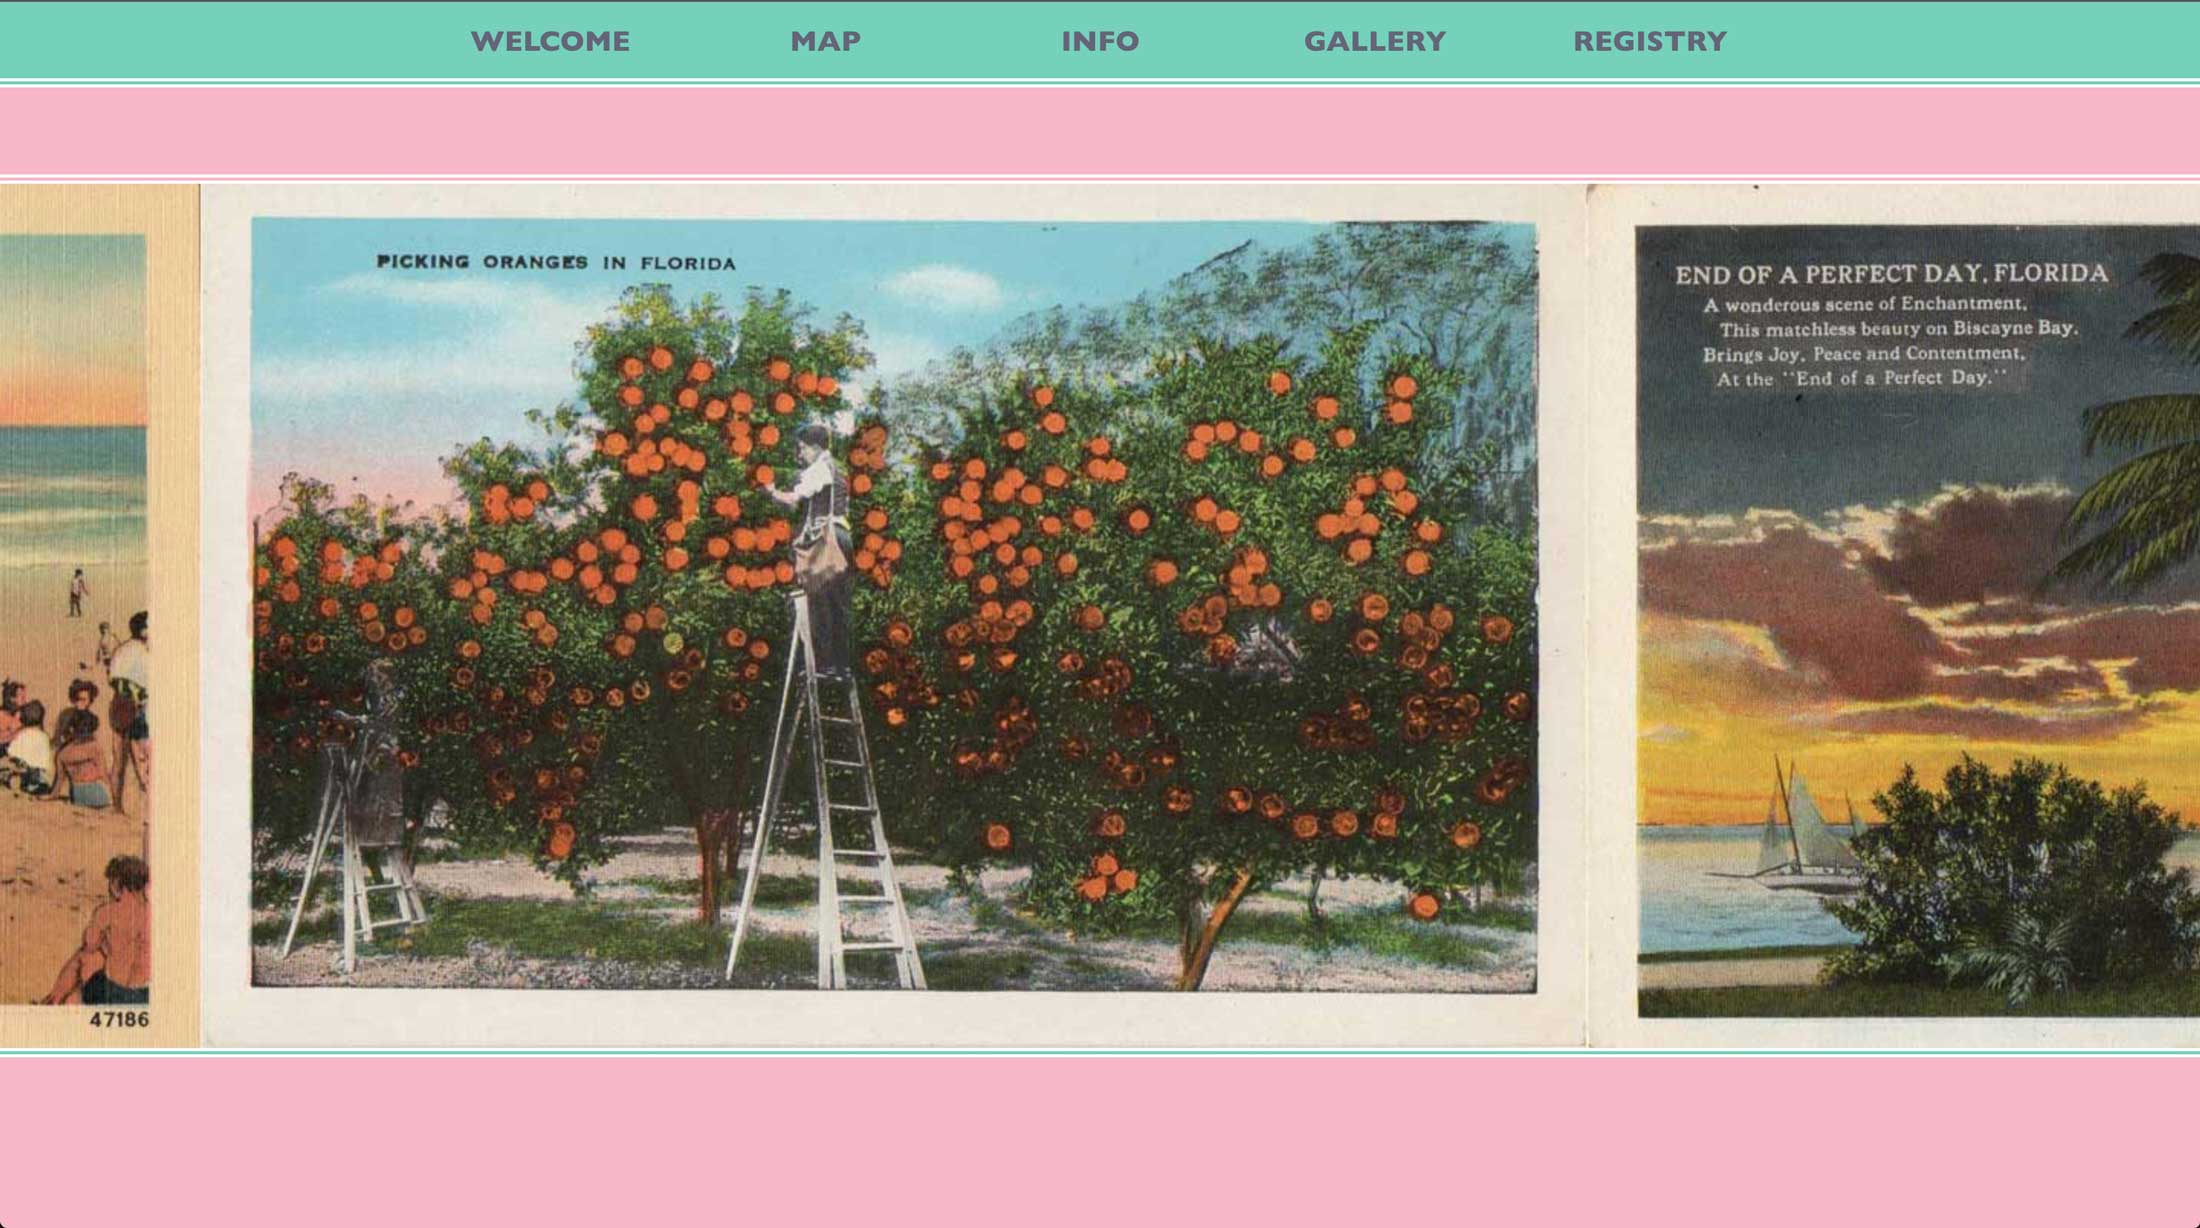 WELCOME MAP INFO GALLERY REGISTRY
PICKING ORANGES IN FLORIDA
END OF A PERFECT DAY, FLORIDA
A wonderous scene of Enchantment,
This matchless beauty on Biscayne Bay.
Brings Joy, Peace and Contentment,
At the "End of a Perfect Day."
47186